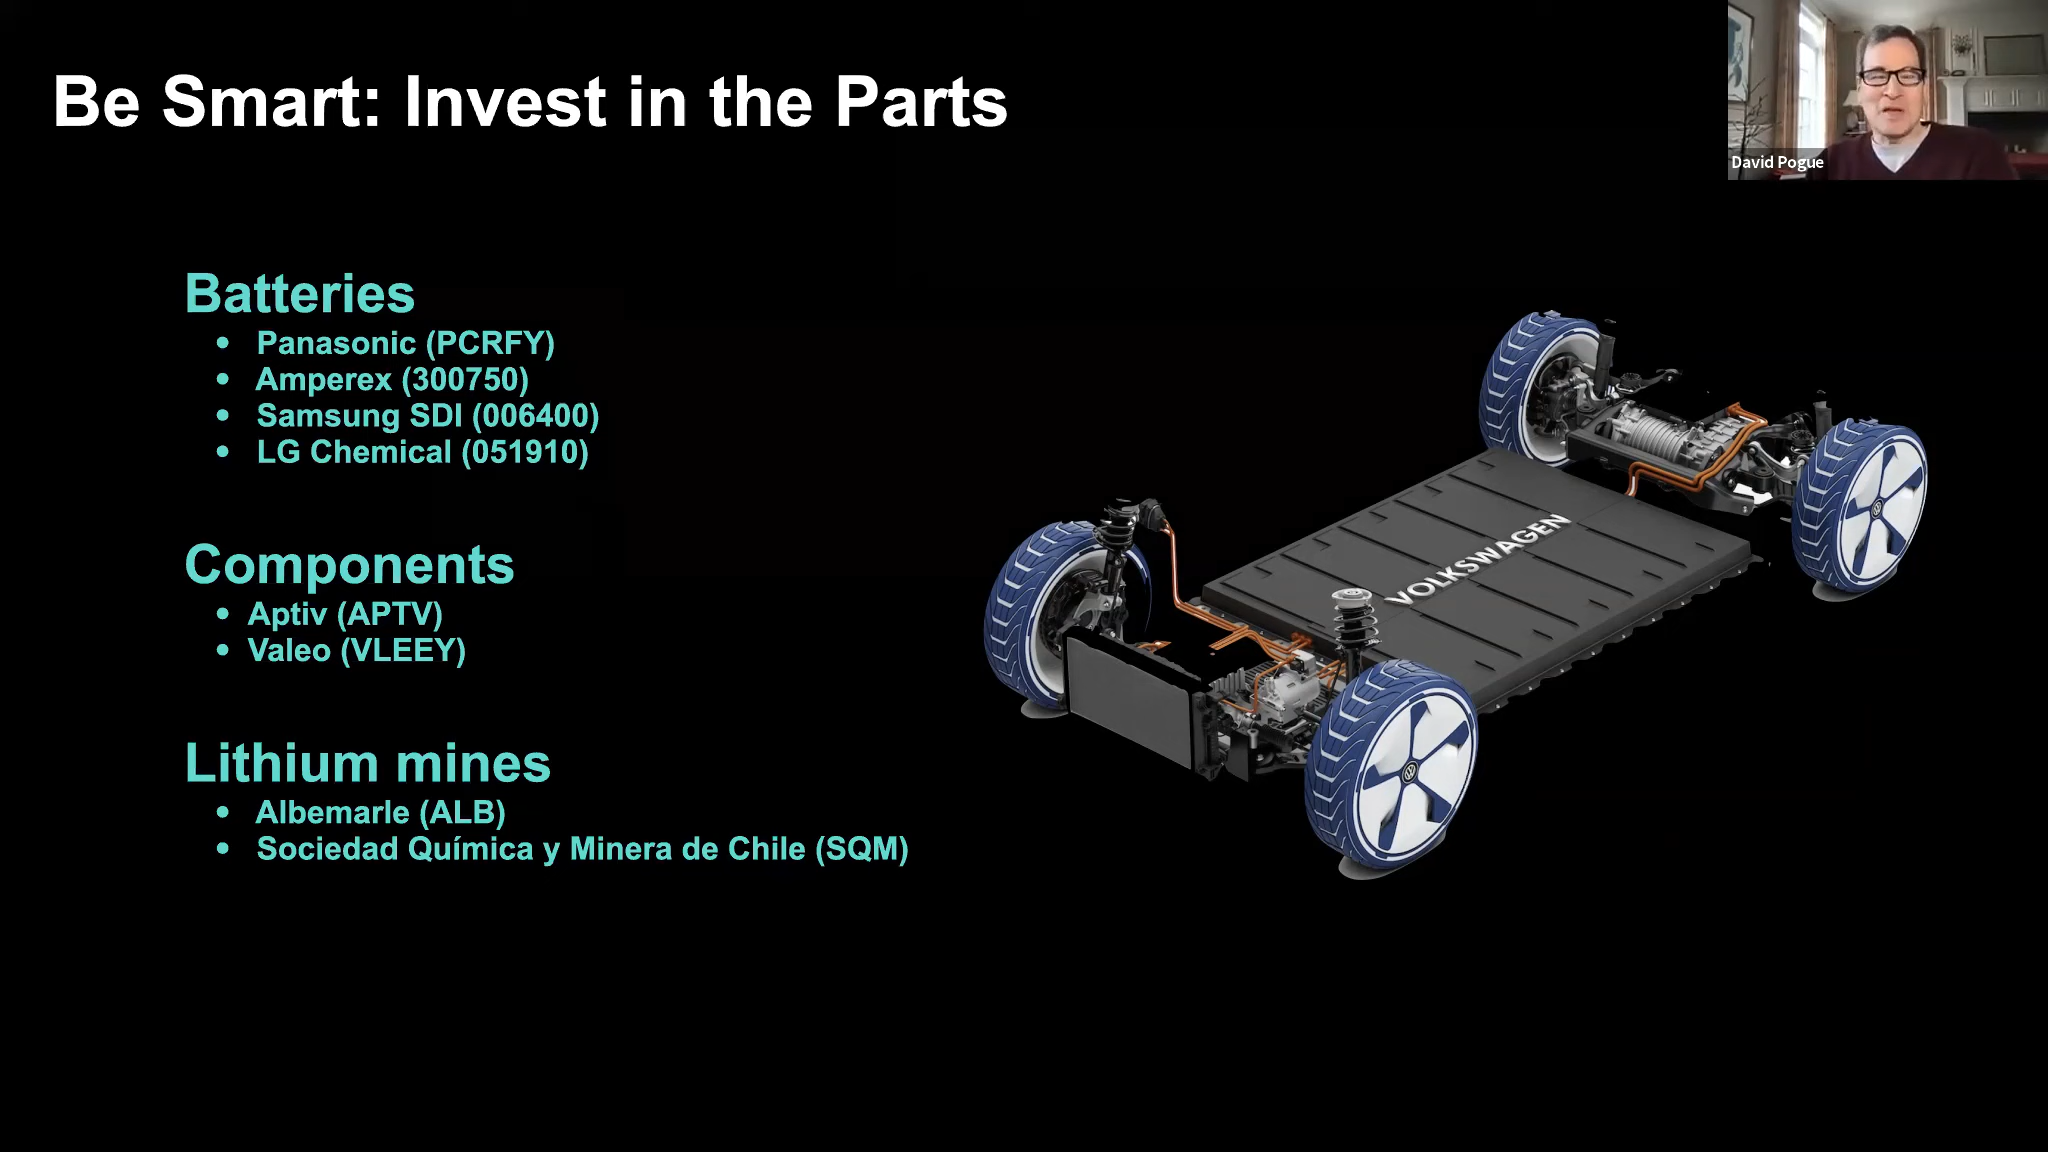 Be Smart: Invest in the Parts
David Pogue
Batteries
• Panasonic (PCRFY)
• Amperex (300750)
• Samsung SDI (006400)
• LG Chemical (051910)
Components
• Aptiv (APTV)
• Valeo (VLEEY)
Lithium mines
• Albemarle (ALB)
• Sociedad Química y Minera de Chile (SQM)
VOLKSWAGEN